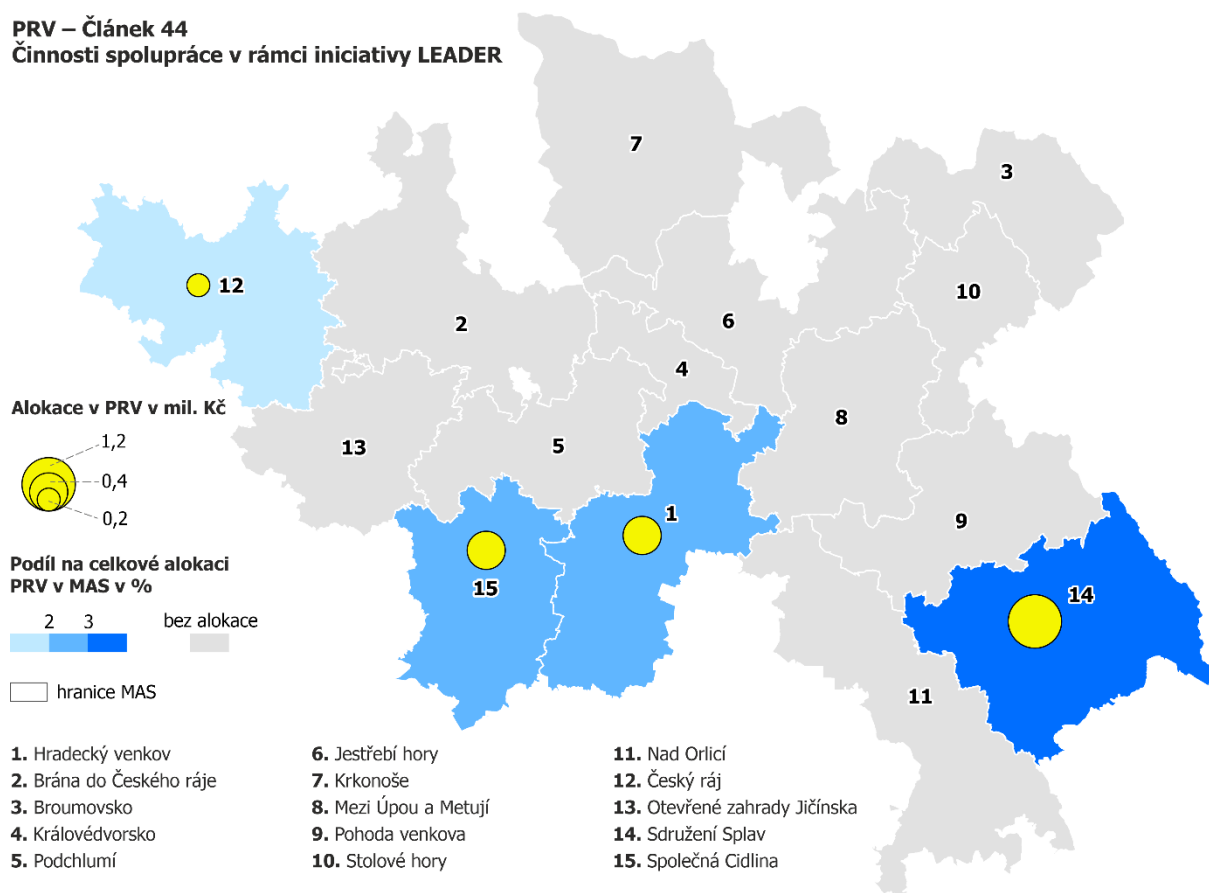 PRV – Článek 44
Činnosti spolupráce v rámci iniciativy LEADER
7
3
12
10
2
6
4
Alokace v PRV v mil. Kč
8
1,2
13
5
0,4
0,2
1
9
Podíl na celkové alokaci
PRV v MAS v %
15
14
2 3 bez alokace
hranice MAS
11
1. Hradecký venkov
2. Brána do Českého ráje
3. Broumovsko
4. Královédvorsko
5. Podchlumí
6. Jestřebí hory
7. Krkonoše
8. Mezi Úpou a Metují
9. Pohoda venkova
10. Stolové hory
11. Nad Orlicí
12. Český ráj
13. Otevřené zahrady Jičínska
14. Sdružení Splav
15. Společná Cidlina